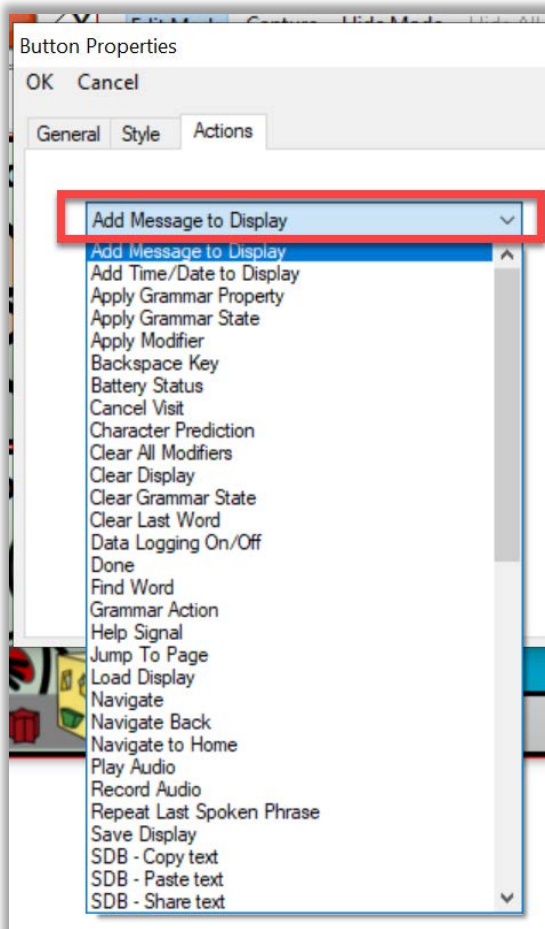 Edit Mode Capture Hide Mode Hide All
Button Properties
OK Cancel
General Style Actions
Add Message to Display
Add Message to Display
Add Time/Date to Display
Apply Grammar Property
Apply Grammar State
Apply Modifier
Backspace Key
Battery Status
Cancel Visit
Character Prediction
Clear All Modifiers
Clear Display
Clear Grammar State
Clear Last Word
Data Logging On/Off
Done
Find Word
Grammar Action
Help Signal
Jump To Page
Load Display
Navigate
Navigate Back
Navigate to Home
Play Audio
Record Audio
Repeat Last Spoken Phrase
Save Display
SDB - Copy text
SDB - Paste text
SDB - Share text